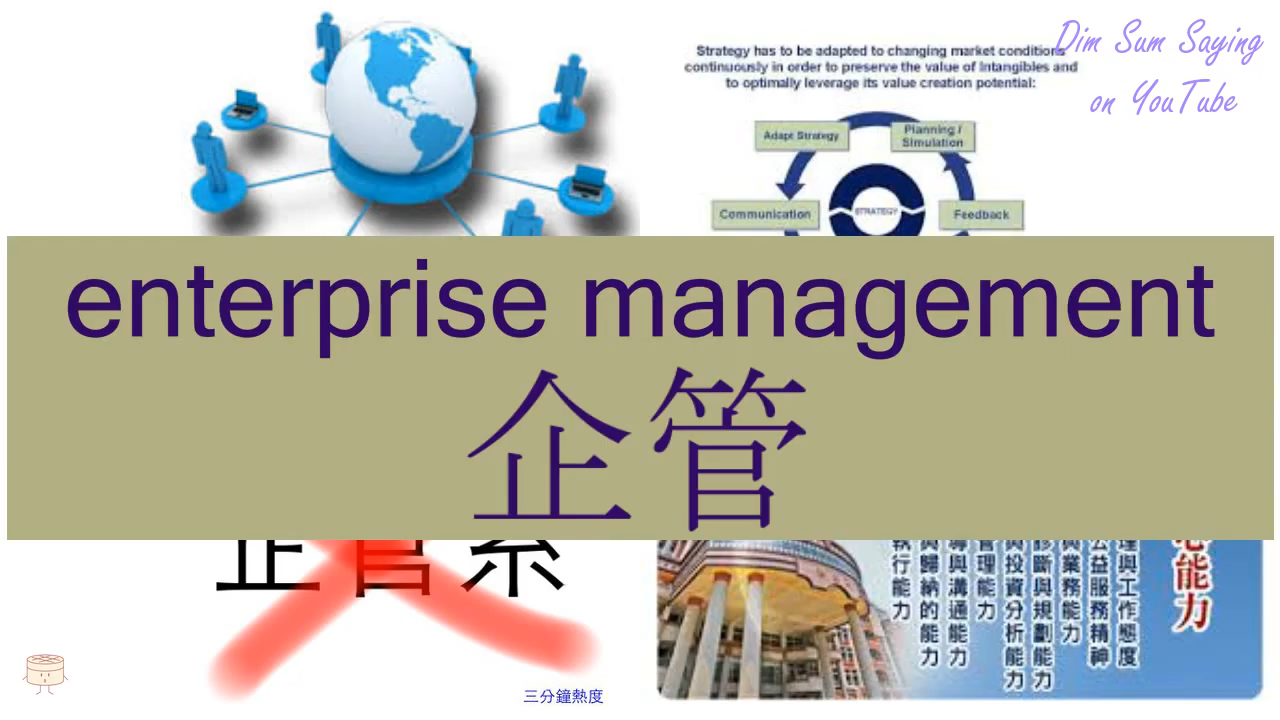 Dim Sum Saying
on YouTube
Strategy has to be adapted to changing market conditions
continuously in order to preserve the value of Intangibles and
to optimally leverage its value creation potential:
Adapt Strategy
Planning /
Simulation
Communication
STRATEGY
Feedback
enterprise management
企管
企管系
能力
理與工作態度
公益服務精神
與業務能力
診斷與規劃能力
與投資分析能力
管理能力
導與溝通能力
與歸納的能力
執行能力
三分鐘熱度